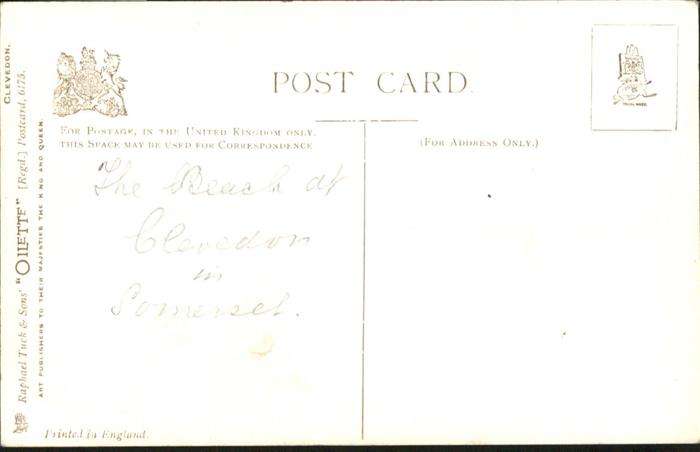 POST CARD
FOR POSTAGE, IN THE UNITED KINGDOM ONLY,
THIS SPACE MAY BE USED FOR CORRESPONDENCE
(FOR ADDRESS ONLY.)
The Beach at
Clevedon
in
Somerset.
CLEVEDON.
Raphael Tuck & Sons' "OILETTE" [Regd.] Postcard, 6175.
ART PUBLISHERS TO THEIR MAJESTIES THE KING AND QUEEN.
Printed in England.